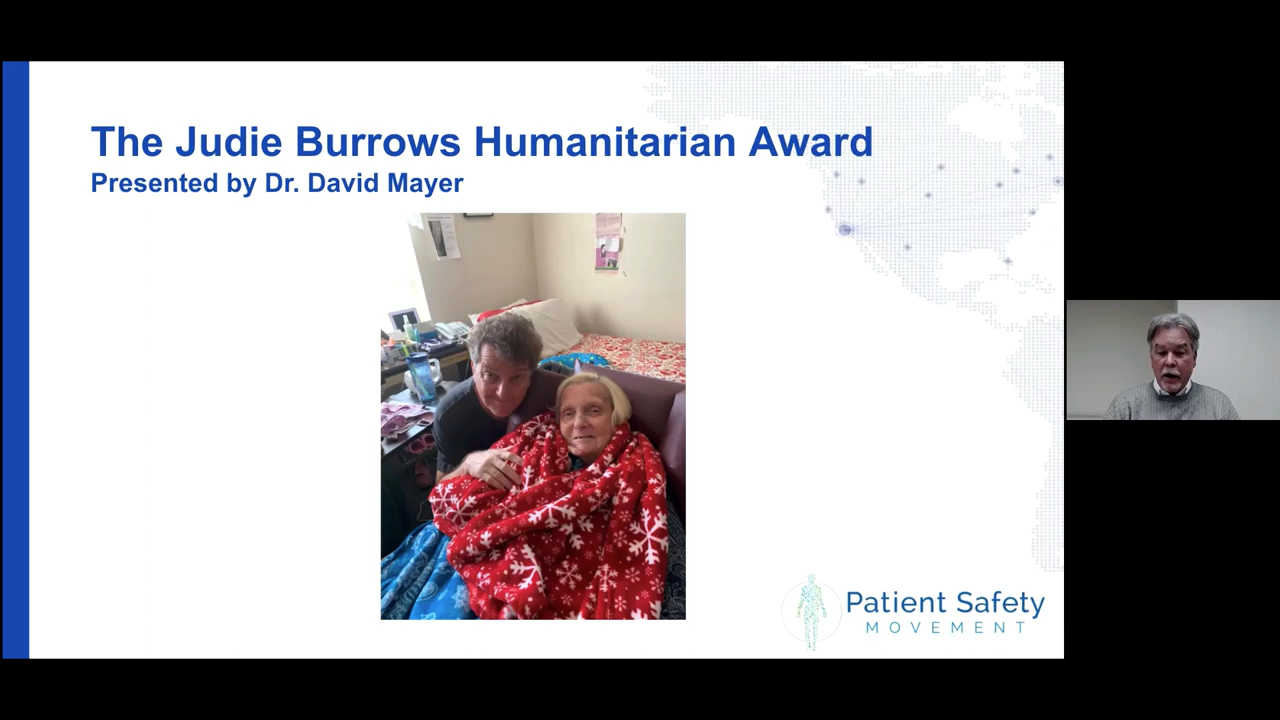 The Judie Burrows Humanitarian Award
Presented by Dr. David Mayer
Patient Safety
MOVEMENT